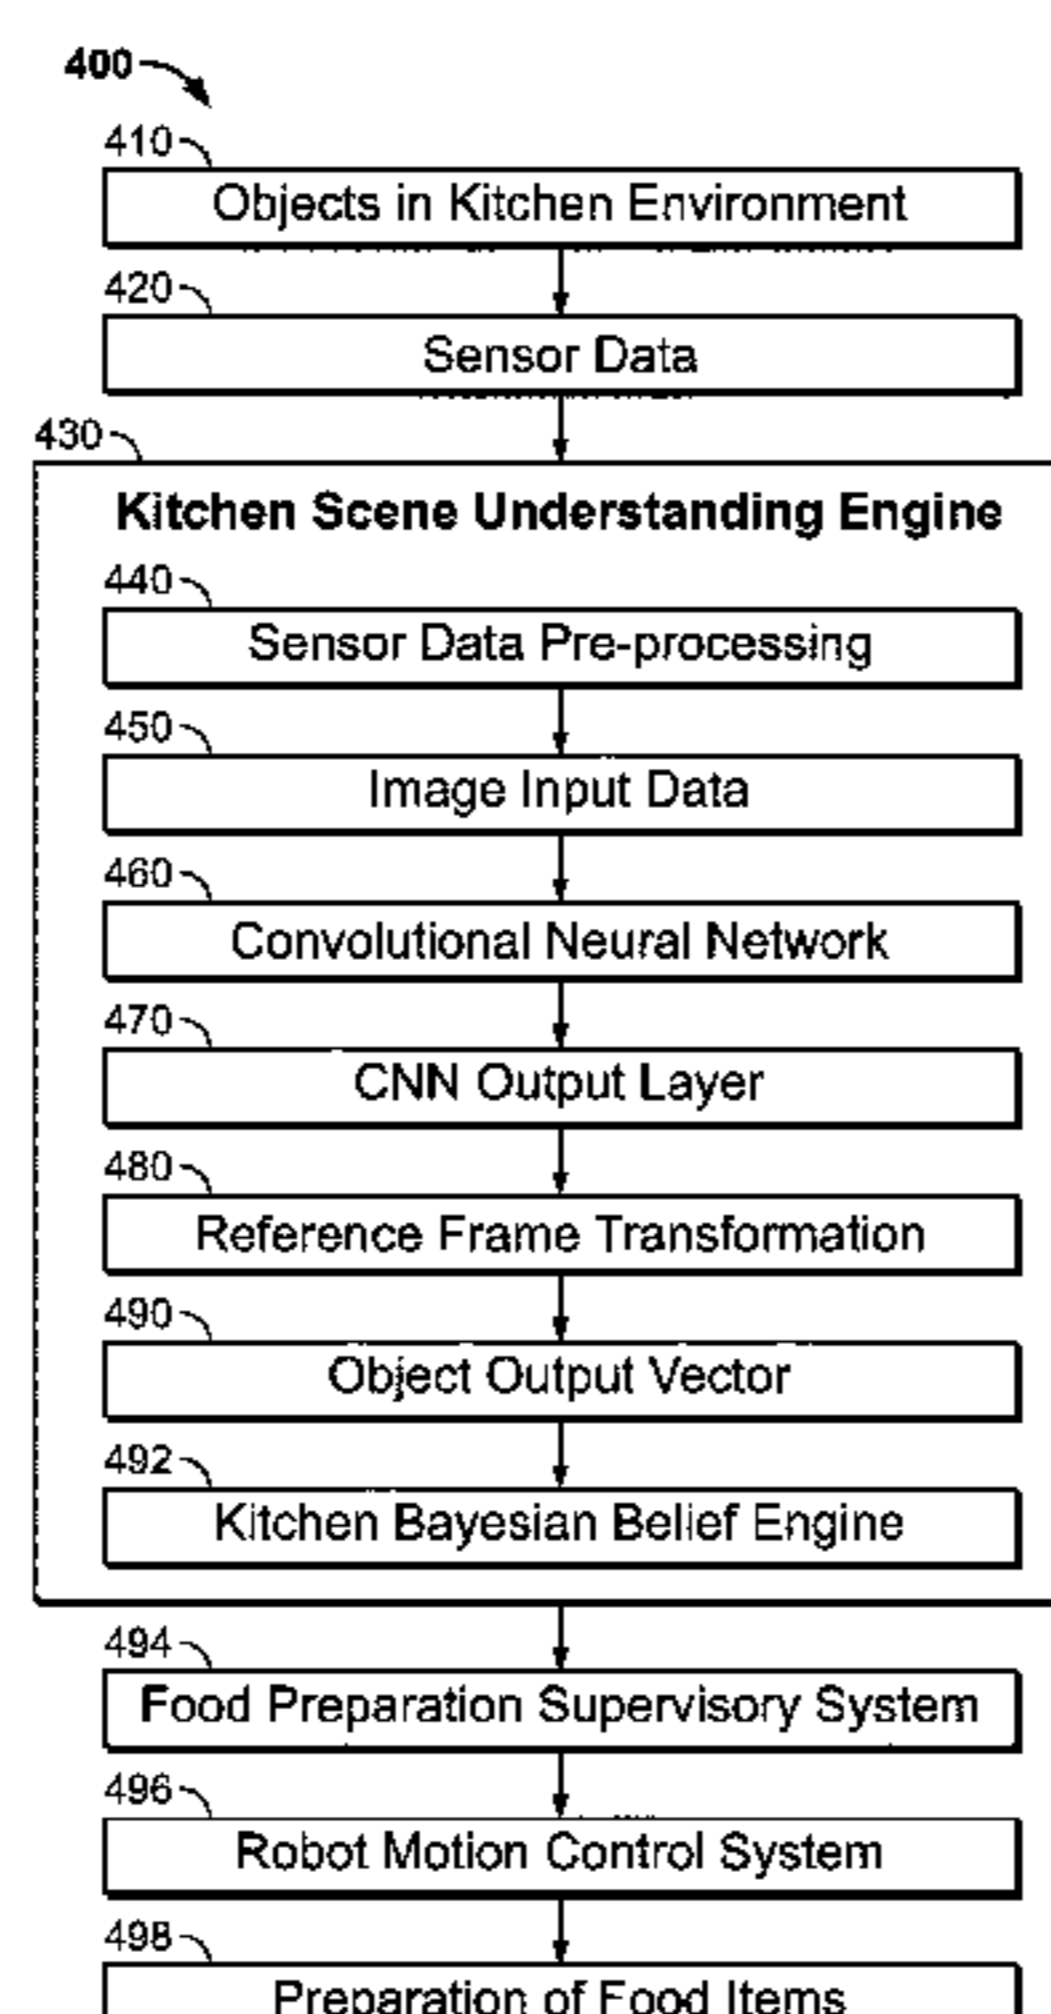 400
410
Objects in Kitchen Environment
420
Sensor Data
430
Kitchen Scene Understanding Engine
440
Sensor Data Pre-processing
450
Image Input Data
460
Convolutional Neural Network
470
CNN Output Layer
480
Reference Frame Transformation
490
Object Output Vector
492
Kitchen Bayesian Belief Engine
494
Food Preparation Supervisory System
496
Robot Motion Control System
498
Preparation of Food Items